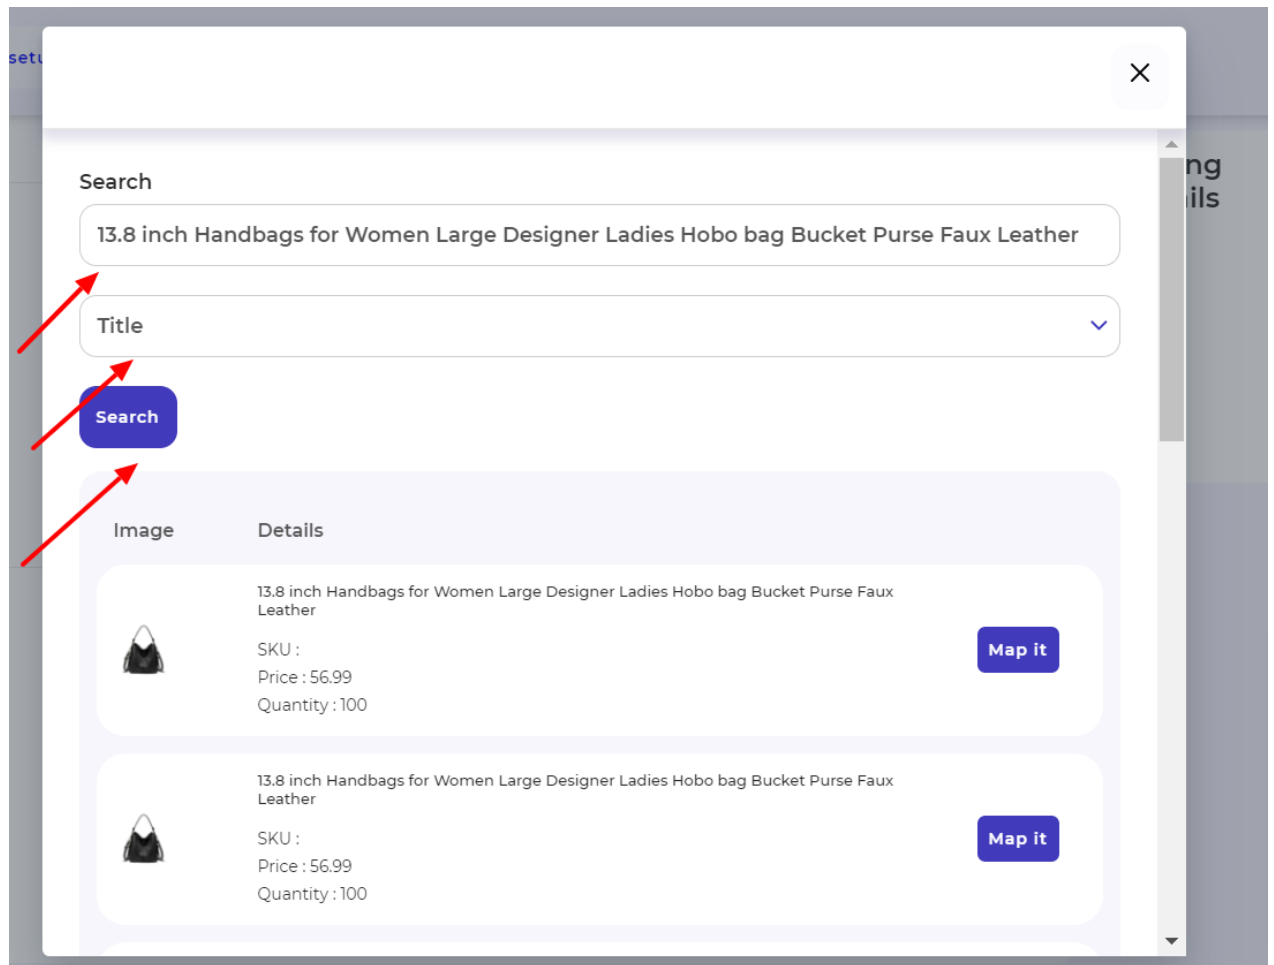 setu
ng
ils
Search
13.8 inch Handbags for Women Large Designer Ladies Hobo bag Bucket Purse Faux Leather
Title
Search
Image Details
13.8 inch Handbags for Women Large Designer Ladies Hobo bag Bucket Purse Faux
Leather
SKU :
Price : 56.99
Quantity : 100
Map it
13.8 inch Handbags for Women Large Designer Ladies Hobo bag Bucket Purse Faux
Leather
SKU :
Price : 56.99
Quantity : 100
Map it